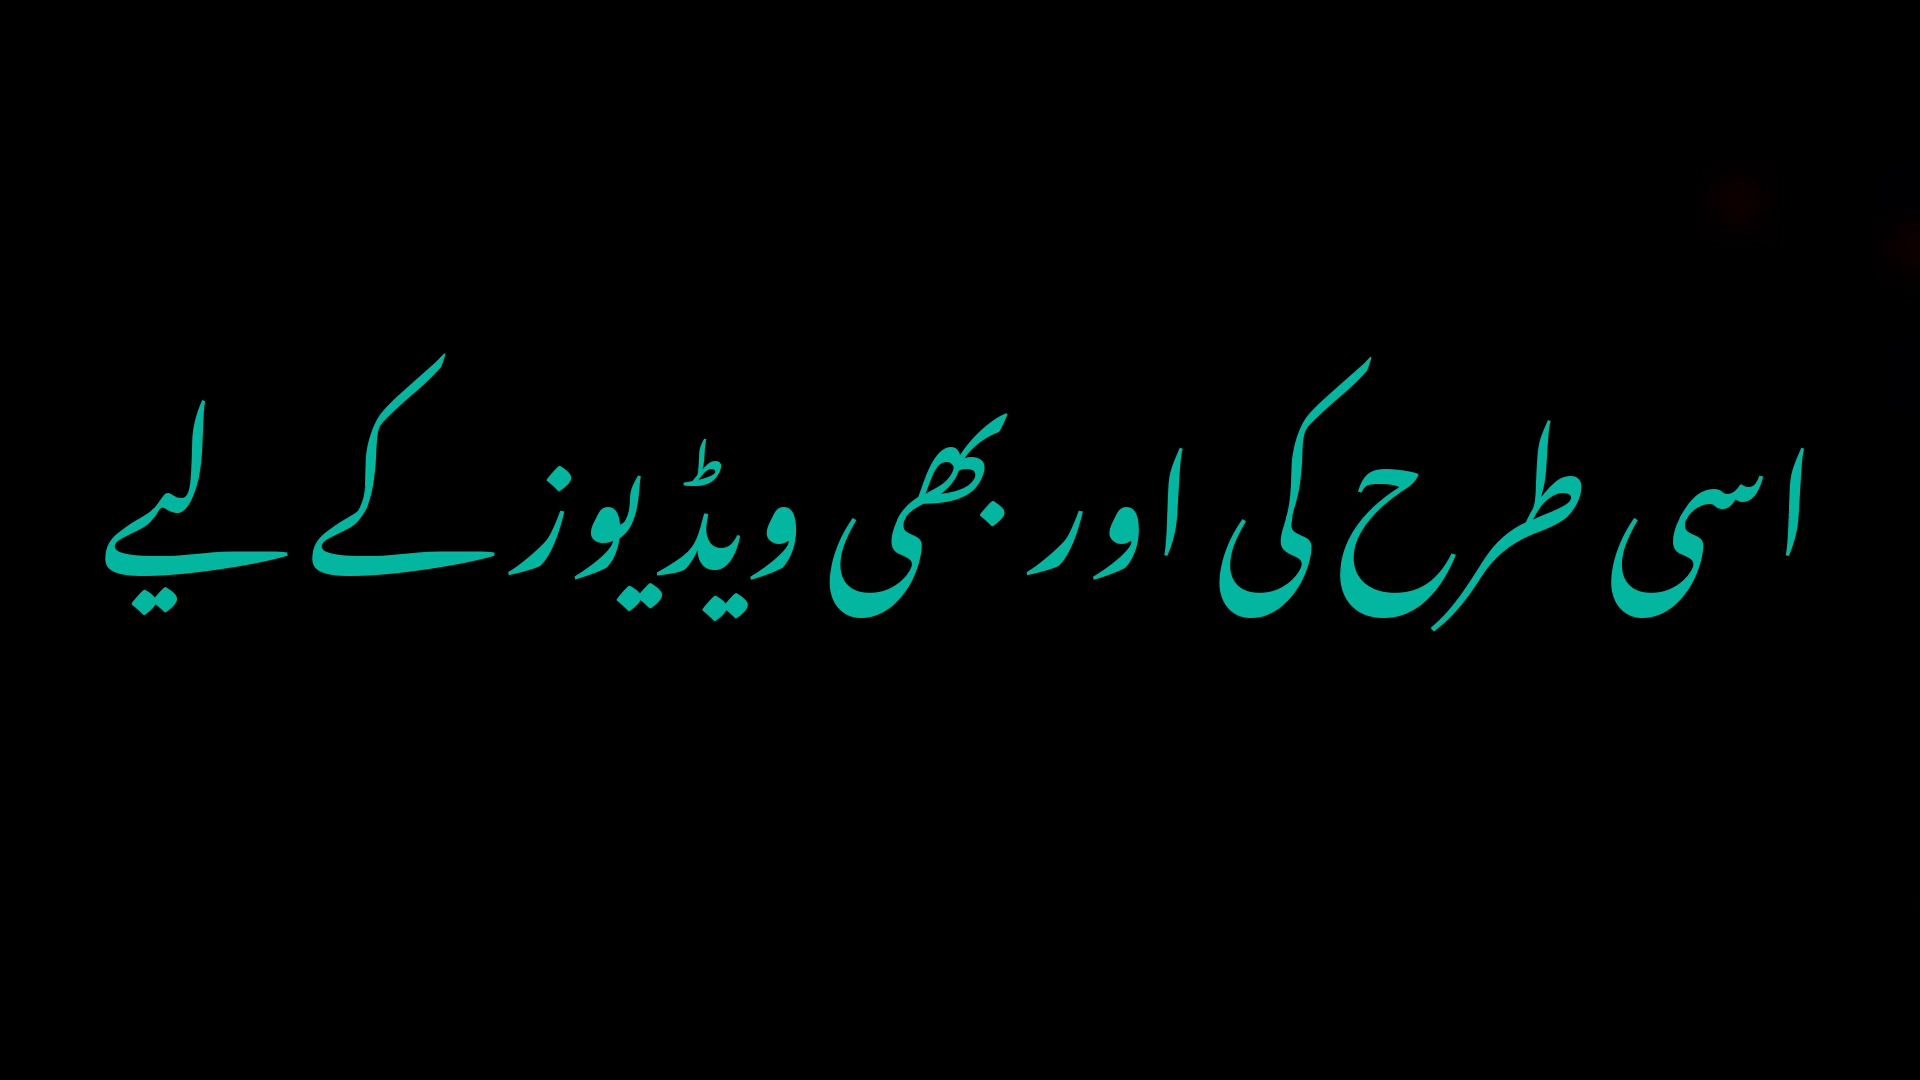 اسی طرح کی اور بھی ویڈیوز کے لیے